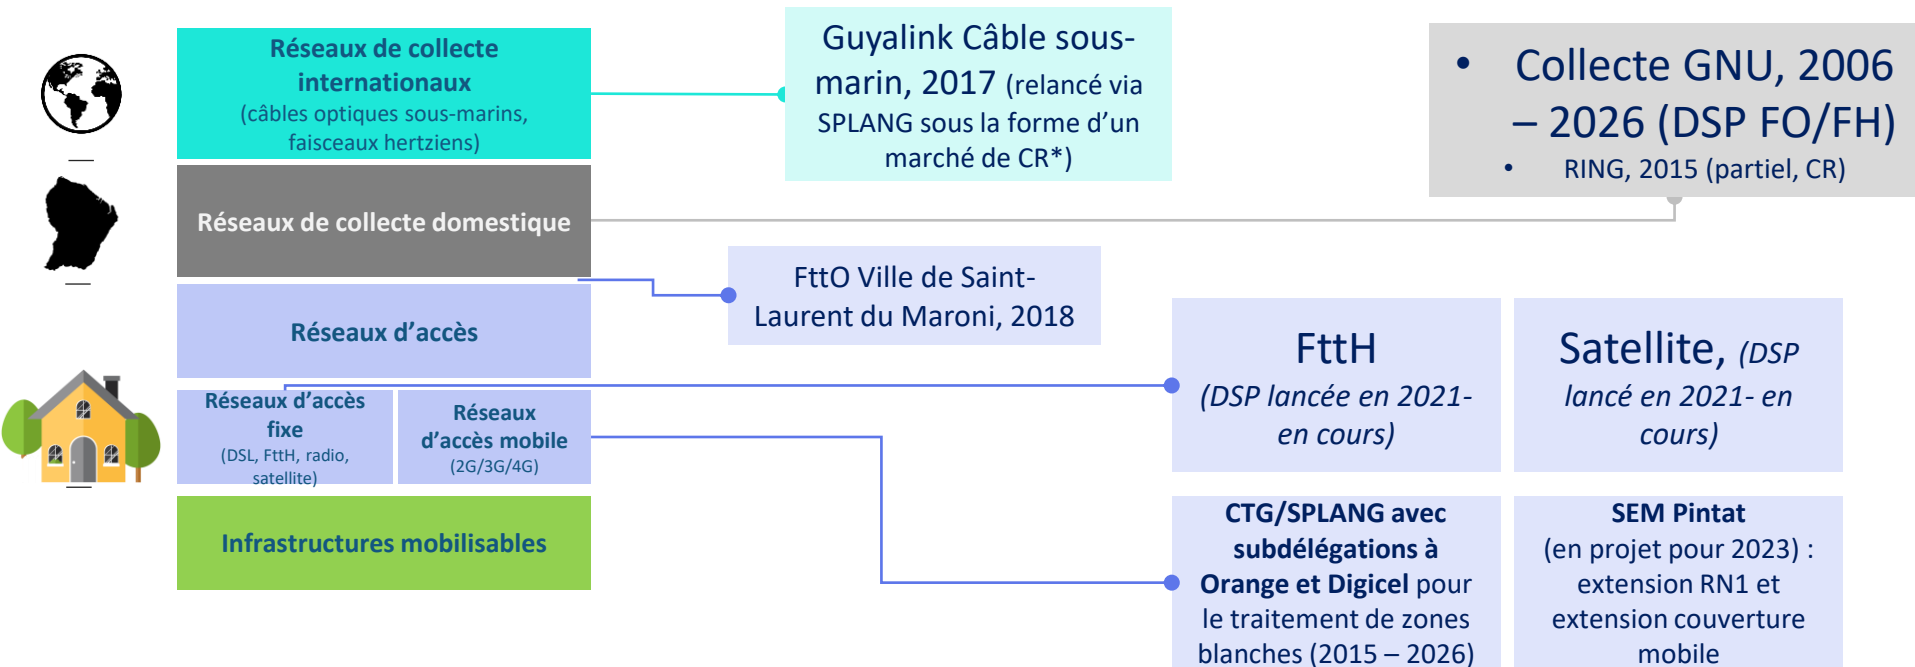 Réseaux de collecte
internationaux
(câbles optiques sous-marins,
faisceaux hertziens)
Réseaux de collecte domestique
Réseaux d’accès
Réseaux d’accès
fixe
(DSL, FttH, radio,
satellite)
Réseaux
d’accès mobile
(2G/3G/4G)
Infrastructures mobilisables
Guyalink Câble sous-
marin, 2017 (relancé via
SPLANG sous la forme d’un
marché de CR*)
• Collecte GNU, 2006
– 2026 (DSP FO/FH)
• RING, 2015 (partiel, CR)
FttO Ville de Saint-
Laurent du Maroni, 2018
FttH
(DSP lancée en 2021-
en cours)
Satellite, (DSP
lancé en 2021- en
cours)
CTG/SPLANG avec
subdélégations à
Orange et Digicel pour
le traitement de zones
blanches (2015 – 2026)
SEM Pintat
(en projet pour 2023) :
extension RN1 et
extension couverture
mobile